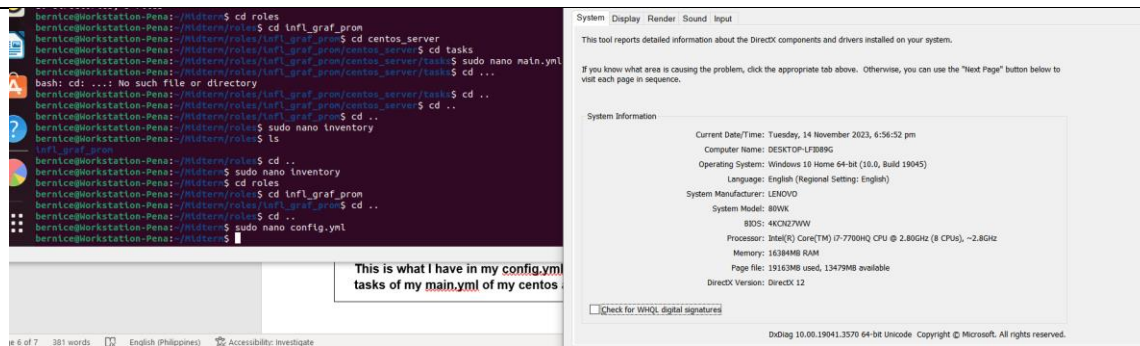 bernice@Workstation-Pena:~/Midterm$ cd roles
bernice@Workstation-Pena:~/Midterm/roles$ cd infl_graf_prom
bernice@Workstation-Pena:~/Midterm/roles/infl_graf_prom$ cd centos_server
bernice@Workstation-Pena:~/Midterm/roles/infl_graf_prom/centos_server$ cd tasks
bernice@Workstation-Pena:~/Midterm/roles/infl_graf_prom/centos_server/tasks$ sudo nano main.yml
bernice@Workstation-Pena:~/Midterm/roles/infl_graf_prom/centos_server/tasks$ cd ...
bash: cd: ...: No such file or directory
bernice@Workstation-Pena:~/Midterm/roles/infl_graf_prom/centos_server/tasks$ cd ..
bernice@Workstation-Pena:~/Midterm/roles/infl_graf_prom/centos_server$ cd ..
bernice@Workstation-Pena:~/Midterm/roles/infl_graf_prom$ cd ..
bernice@Workstation-Pena:~/Midterm/roles$ sudo nano inventory
bernice@Workstation-Pena:~/Midterm/roles$ ls
infl_graf_prom
bernice@Workstation-Pena:~/Midterm/roles$ cd ..
bernice@Workstation-Pena:~/Midterm$ sudo nano inventory
bernice@Workstation-Pena:~/Midterm$ cd roles
bernice@Workstation-Pena:~/Midterm/roles$ cd infl_graf_prom
bernice@Workstation-Pena:~/Midterm/roles/infl_graf_prom$ cd ..
bernice@Workstation-Pena:~/Midterm/roles$ cd ..
bernice@Workstation-Pena:~/Midterm$ sudo nano config.yml
bernice@Workstation-Pena:~/Midterm$
This is what I have in my config.yml
tasks of my main.yml of my centos
6 of 7 381 words English (Philippines) Accessibility: Investigate
System Display Render Sound Input
This tool reports detailed information about the DirectX components and drivers installed on your system.
If you know what area is causing the problem, click the appropriate tab above. Otherwise, you can use the "Next Page" button below to
visit each page in sequence.
System Information
Current Date/Time: Tuesday, 14 November 2023, 6:56:52 pm
Computer Name: DESKTOP-LFI089G
Operating System: Windows 10 Home 64-bit (10.0, Build 19045)
Language: English (Regional Setting: English)
System Manufacturer: LENOVO
System Model: 80WK
BIOS: 4KCN27WW
Processor: Intel(R) Core(TM) i7-7700HQ CPU @ 2.80GHz (8 CPUs), ~2.8GHz
Memory: 16384MB RAM
Page file: 19163MB used, 13479MB available
DirectX Version: DirectX 12
Check for WHQL digital signatures
DxDiag 10.00.19041.3570 64-bit Unicode Copyright © Microsoft. All rights reserved.